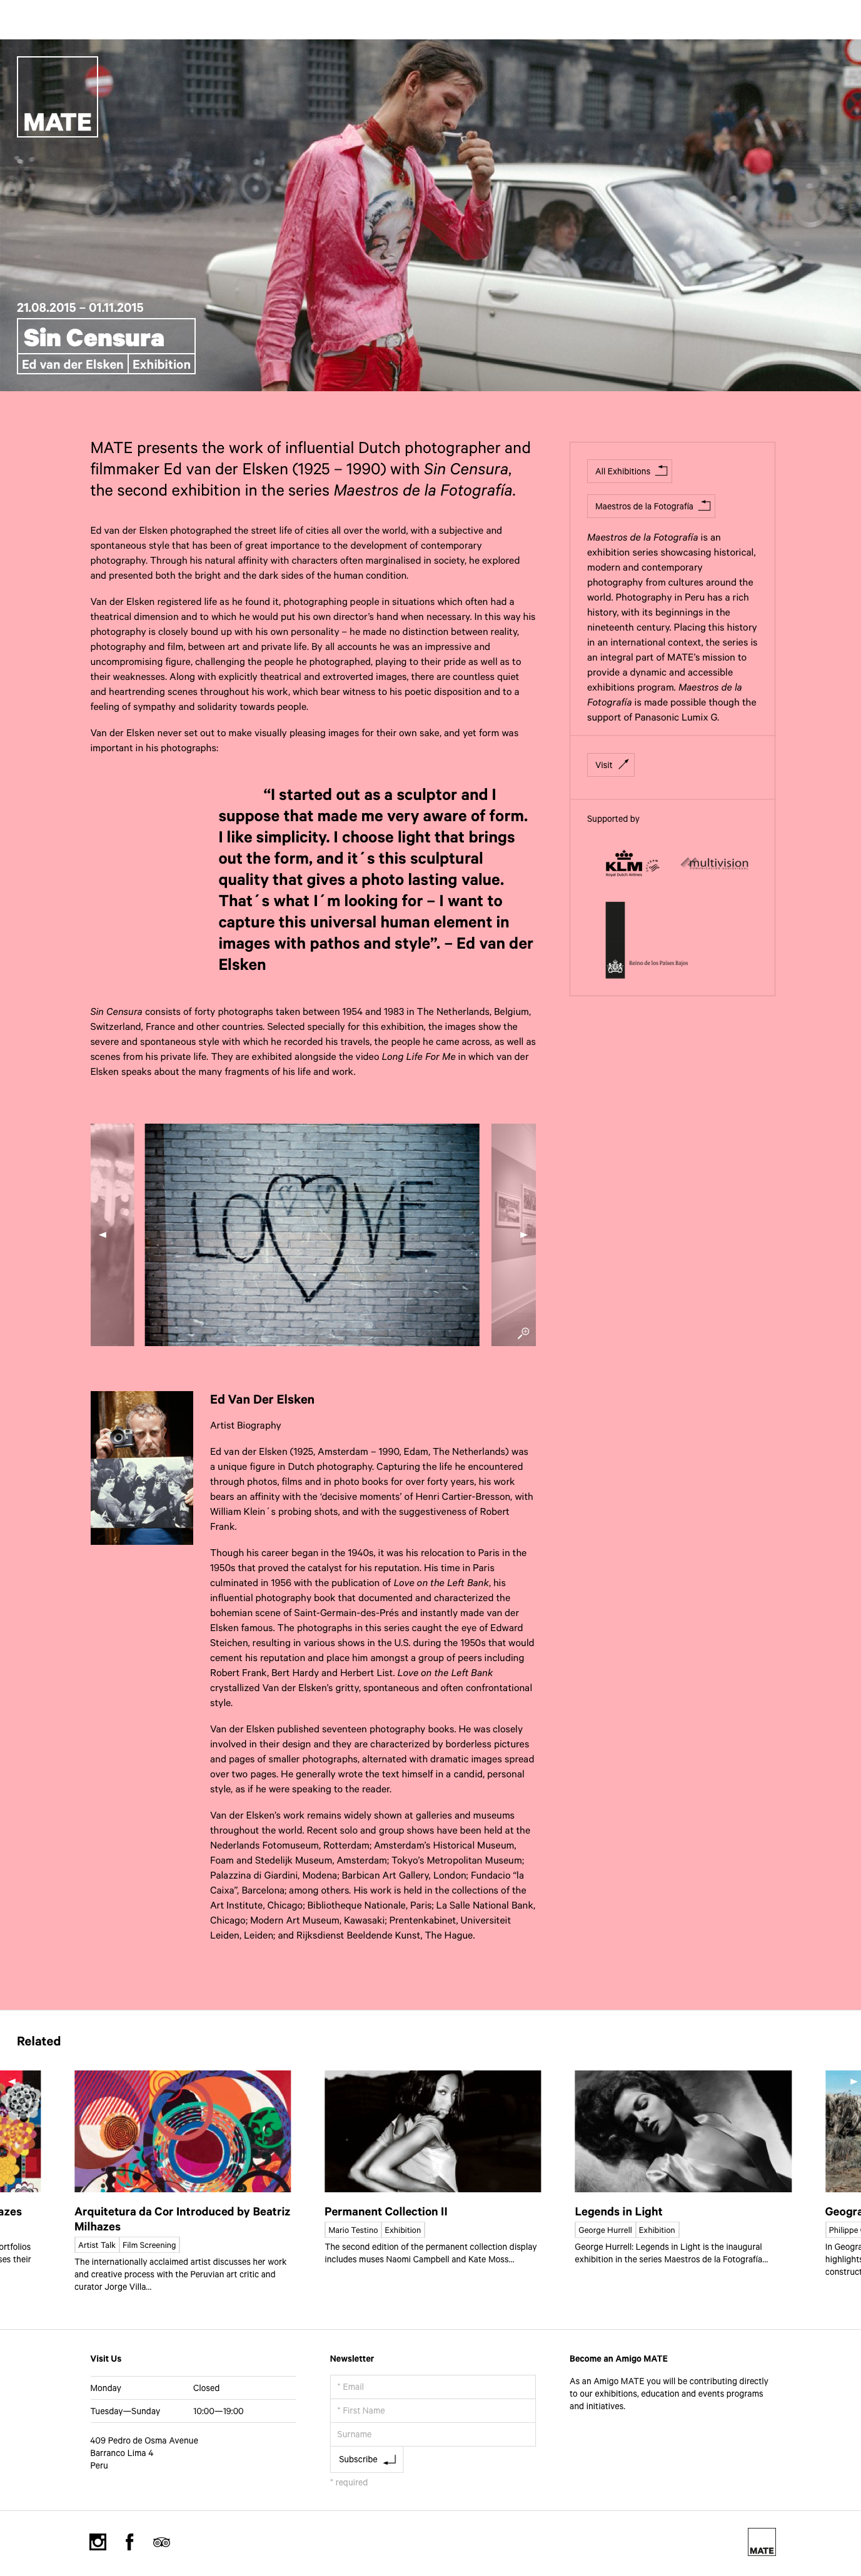 MATE
21.08.2015 – 01.11.2015
Sin Censura
Ed van der Elsken Exhibition
MATE presents the work of influential Dutch photographer and
filmmaker Ed van der Elsken (1925 – 1990) with Sin Censura,
the second exhibition in the series Maestros de la Fotografía.
Ed van der Elsken photographed the street life of cities all over the world, with a subjective and
spontaneous style that has been of great importance to the development of contemporary
photography. Through his natural affinity with characters often marginalised in society, he explored
and presented both the bright and the dark sides of the human condition.
Van der Elsken registered life as he found it, photographing people in situations which often had a
theatrical dimension and to which he would put his own director’s hand when necessary. In this way his
photography is closely bound up with his own personality – he made no distinction between reality,
photography and film, between art and private life. By all accounts he was an impressive and
uncompromising figure, challenging the people he photographed, playing to their pride as well as to
their weaknesses. Along with explicitly theatrical and extroverted images, there are countless quiet
and heartrending scenes throughout his work, which bear witness to his poetic disposition and to a
feeling of sympathy and solidarity towards people.
Van der Elsken never set out to make visually pleasing images for their own sake, and yet form was
important in his photographs:
“I started out as a sculptor and I
suppose that made me very aware of form.
I like simplicity. I choose light that brings
out the form, and it´s this sculptural
quality that gives a photo lasting value.
That´s what I´m looking for – I want to
capture this universal human element in
images with pathos and style”. – Ed van der
Elsken
Sin Censura consists of forty photographs taken between 1954 and 1983 in The Netherlands, Belgium,
Switzerland, France and other countries. Selected specially for this exhibition, the images show the
severe and spontaneous style with which he recorded his travels, the people he came across, as well as
scenes from his private life. They are exhibited alongside the video Long Life For Me in which van der
Elsken speaks about the many fragments of his life and work.
All Exhibitions
Maestros de la Fotografía
Maestros de la Fotografía is an
exhibition series showcasing historical,
modern and contemporary
photography from cultures around the
world. Photography in Peru has a rich
history, with its beginnings in the
nineteenth century. Placing this history
in an international context, the series is
an integral part of MATE’s mission to
provide a dynamic and accessible
exhibitions program. Maestros de la
Fotografía is made possible though the
support of Panasonic Lumix G.
Visit
Supported by
KLM
Royal Dutch Airlines
multivision
Reino de los Países Bajos
LOVE
Ed Van Der Elsken
Artist Biography
Ed van der Elsken (1925, Amsterdam – 1990, Edam, The Netherlands) was
a unique figure in Dutch photography. Capturing the life he encountered
through photos, films and in photo books for over forty years, his work
bears an affinity with the ‘decisive moments’ of Henri Cartier-Bresson, with
William Klein´s probing shots, and with the suggestiveness of Robert
Frank.
Though his career began in the 1940s, it was his relocation to Paris in the
1950s that proved the catalyst for his reputation. His time in Paris
culminated in 1956 with the publication of Love on the Left Bank, his
influential photography book that documented and characterized the
bohemian scene of Saint-Germain-des-Prés and instantly made van der
Elsken famous. The photographs in this series caught the eye of Edward
Steichen, resulting in various shows in the U.S. during the 1950s that would
cement his reputation and place him amongst a group of peers including
Robert Frank, Bert Hardy and Herbert List. Love on the Left Bank
crystallized Van der Elsken’s gritty, spontaneous and often confrontational
style.
Van der Elsken published seventeen photography books. He was closely
involved in their design and they are characterized by borderless pictures
and pages of smaller photographs, alternated with dramatic images spread
over two pages. He generally wrote the text himself in a candid, personal
style, as if he were speaking to the reader.
Van der Elsken’s work remains widely shown at galleries and museums
throughout the world. Recent solo and group shows have been held at the
Nederlands Fotomuseum, Rotterdam; Amsterdam’s Historical Museum,
Foam and Stedelijk Museum, Amsterdam; Tokyo’s Metropolitan Museum;
Palazzina di Giardini, Modena; Barbican Art Gallery, London; Fundacio “la
Caixa”, Barcelona; among others. His work is held in the collections of the
Art Institute, Chicago; Bibliotheque Nationale, Paris; La Salle National Bank,
Chicago; Modern Art Museum, Kawasaki; Prentenkabinet, Universiteit
Leiden, Leiden; and Rijksdienst Beeldende Kunst, The Hague.
Related
azes
ortfolios
ses their
Arquitetura da Cor Introduced by Beatriz
Milhazes
Artist Talk Film Screening
The internationally acclaimed artist discusses her work
and creative process with the Peruvian art critic and
curator Jorge Villa...
Permanent Collection II
Mario Testino Exhibition
The second edition of the permanent collection display
includes muses Naomi Campbell and Kate Moss...
Legends in Light
George Hurrell Exhibition
George Hurrell: Legends in Light is the inaugural
exhibition in the series Maestros de la Fotografía...
Geogra
Philippe
In Geogra
highlights
construct
Visit Us
Monday Closed
Tuesday—Sunday 10:00—19:00
409 Pedro de Osma Avenue
Barranco Lima 4
Peru
Newsletter
* Email
* First Name
Surname
Subscribe
* required
Become an Amigo MATE
As an Amigo MATE you will be contributing directly
to our exhibitions, education and events programs
and initiatives.
MATE